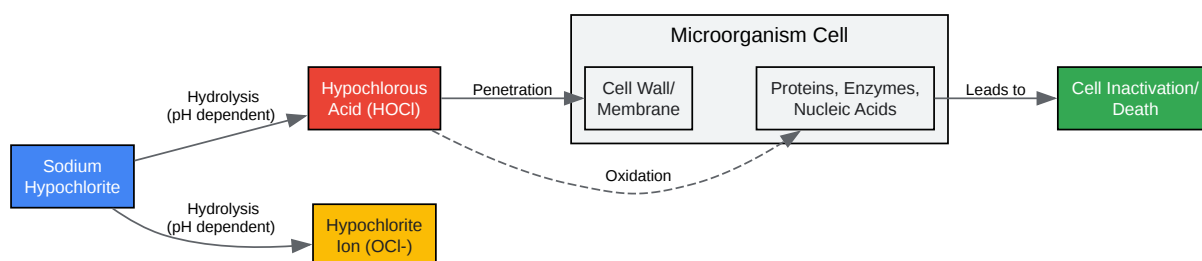 Microorganism Cell
Hypochlorous
Acid (HOCl)
Penetration
Cell Wall/
Membrane
Proteins, Enzymes,
Nucleic Acids
Leads to
Cell Inactivation/
Death
Hydrolysis
(pH dependent)
Sodium
Hypochlorite
Oxidation
Hydrolysis
(pH dependent)
Hypochlorite
Ion (OCl-)